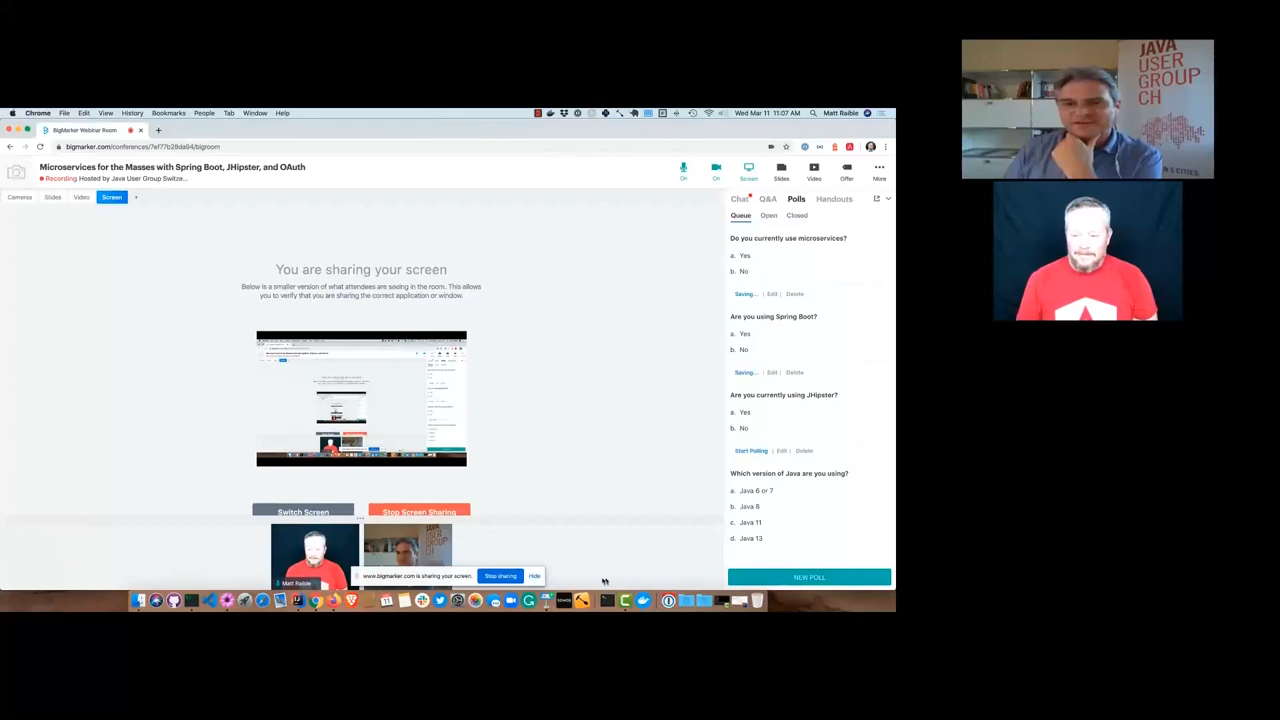 Chrome File Edit View History Bookmarks People Tab Window Help
Wed Mar 11 11:07 AM Matt Raible
BigMarker Webinar Room
bigmarker.com/conferences/7ef77b28da94/bigroom
Microservices for the Masses with Spring Boot, JHipster, and OAuth
Recording Hosted by Java User Group Switze...
On On Screen Slides Video Offer More
Cameras Slides Video Screen +
Chat Q&A Polls Handouts
Queue Open Closed
Do you currently use microservices?
a. Yes
b. No
Saving... | Edit | Delete
Are you using Spring Boot?
a. Yes
b. No
Saving... | Edit | Delete
Are you currently using JHipster?
a. Yes
b. No
Start Polling | Edit | Delete
Which version of Java are you using?
a. Java 6 or 7
b. Java 8
c. Java 11
d. Java 13
NEW POLL
You are sharing your screen
Below is a smaller version of what attendees are seeing in the room. This allows
you to verify that you are sharing the correct application or window.
Switch Screen
Stop Screen Sharing
JAVA
USER
GROUP
CH
Matt Raible
www.bigmarker.com is sharing your screen.
Stop sharing
Hide
JAVA
USER
GROUP
CH
CITIES